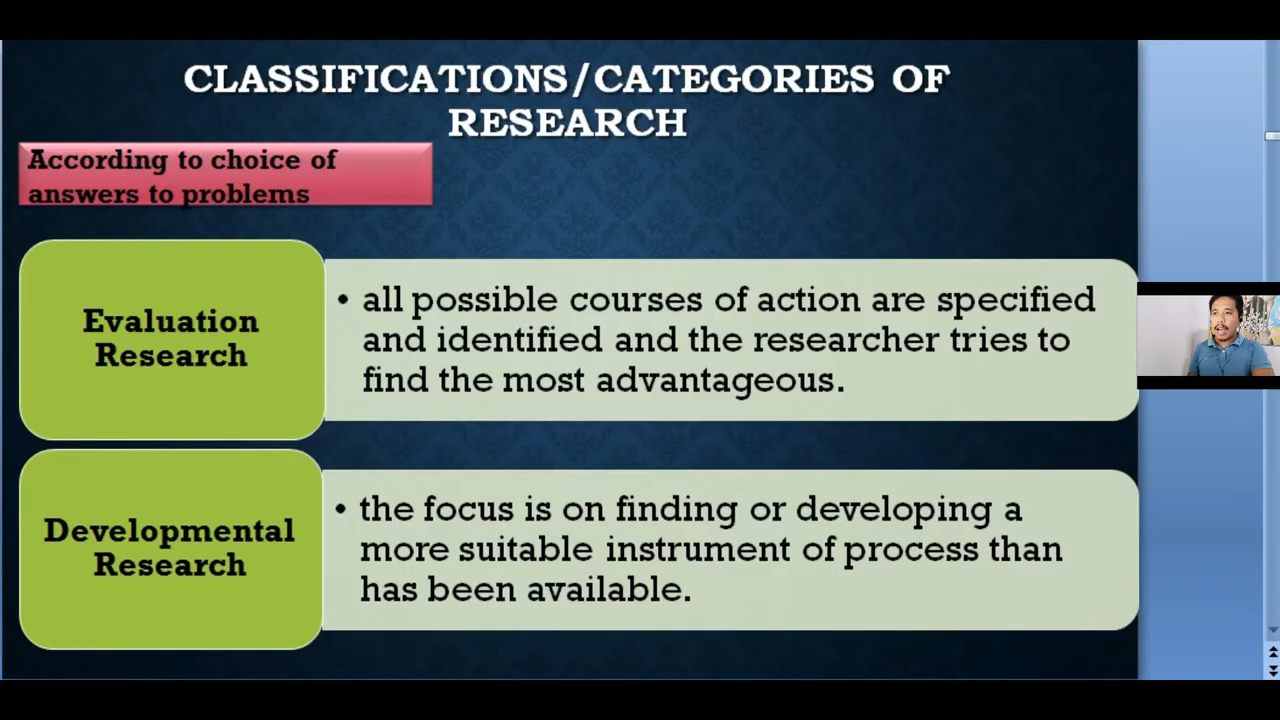 CLASSIFICATIONS/CATEGORIES OF
RESEARCH
According to choice of
answers to problems
Evaluation
Research
• all possible courses of action are specified
and identified and the researcher tries to
find the most advantageous.
Developmental
Research
• the focus is on finding or developing a
more suitable instrument of process than
has been available.